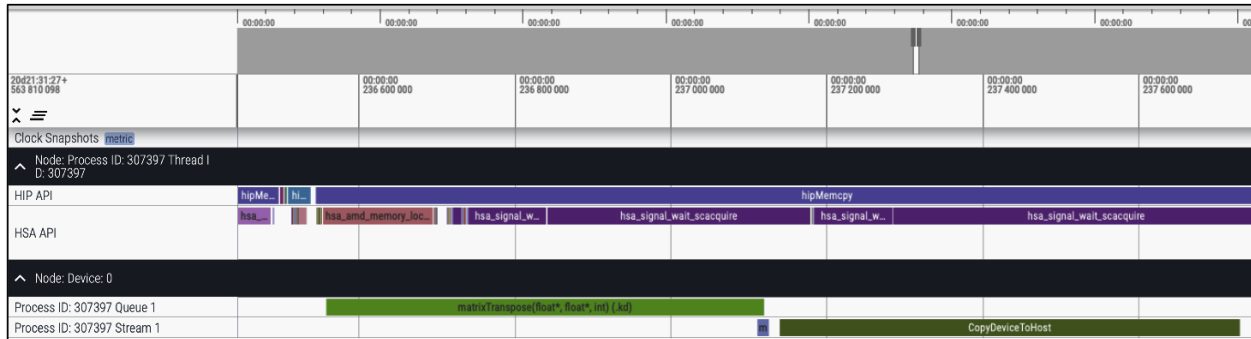 00:00:00 00:00:00 00:00:00 00:00:00 00:00:00 00:00:00 00:00:00
20d21:31:27+ 00:00:00 00:00:00 00:00:00 00:00:00 00:00:00 00:00:00
563 810 098 236 600 000 236 800 000 237 000 000 237 200 000 237 400 000 237 600 000
Clock Snapshots metric
Node: Process ID: 307397 Thread I
D: 307397
HIP API hipMe... hi... hipMemcpy
hsa_... hsa_amd_memory_loc... hsa_signal_w... hsa_signal_wait_scacquire hsa_signal_w... hsa_signal_wait_scacquire
HSA API
Node: Device: 0
Process ID: 307397 Queue 1 matrixTranspose(float*, float*, int) (.kd)
Process ID: 307397 Stream 1 m CopyDeviceToHost